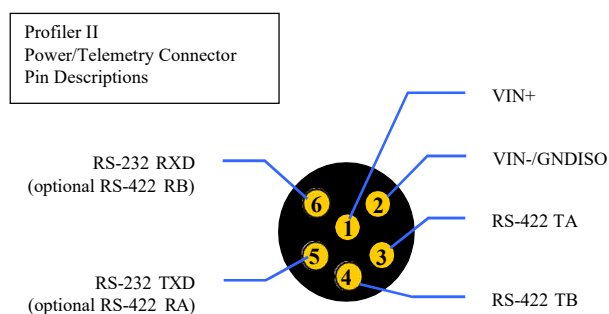 Profiler II
Power/Telemetry Connector
Pin Descriptions
VIN+
VIN-/GNDISO
RS-232 RXD
(optional RS-422 RB)
6
2
1
RS-422 TA
5
3
4
RS-232 TXD
(optional RS-422 RA)
RS-422 TB